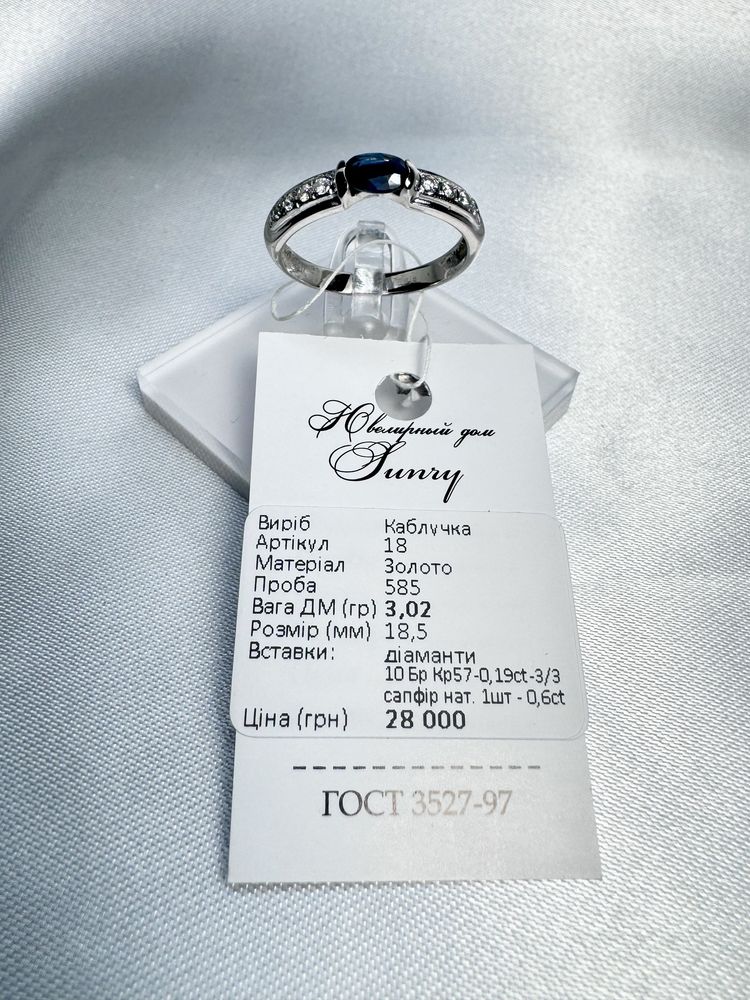 Ювелирный дом
Sunry
Виріб Каблучка
Артікул 18
Матеріал Золото
Проба 585
Вага ДМ (гр) 3,02
Розмір (мм) 18,5
Вставки: діаманти
10 Бр Кр57-0,19ct-3/3
сапфір нат. 1шт - 0,6ct
Ціна (грн) 28 000
ГОСТ 3527-97